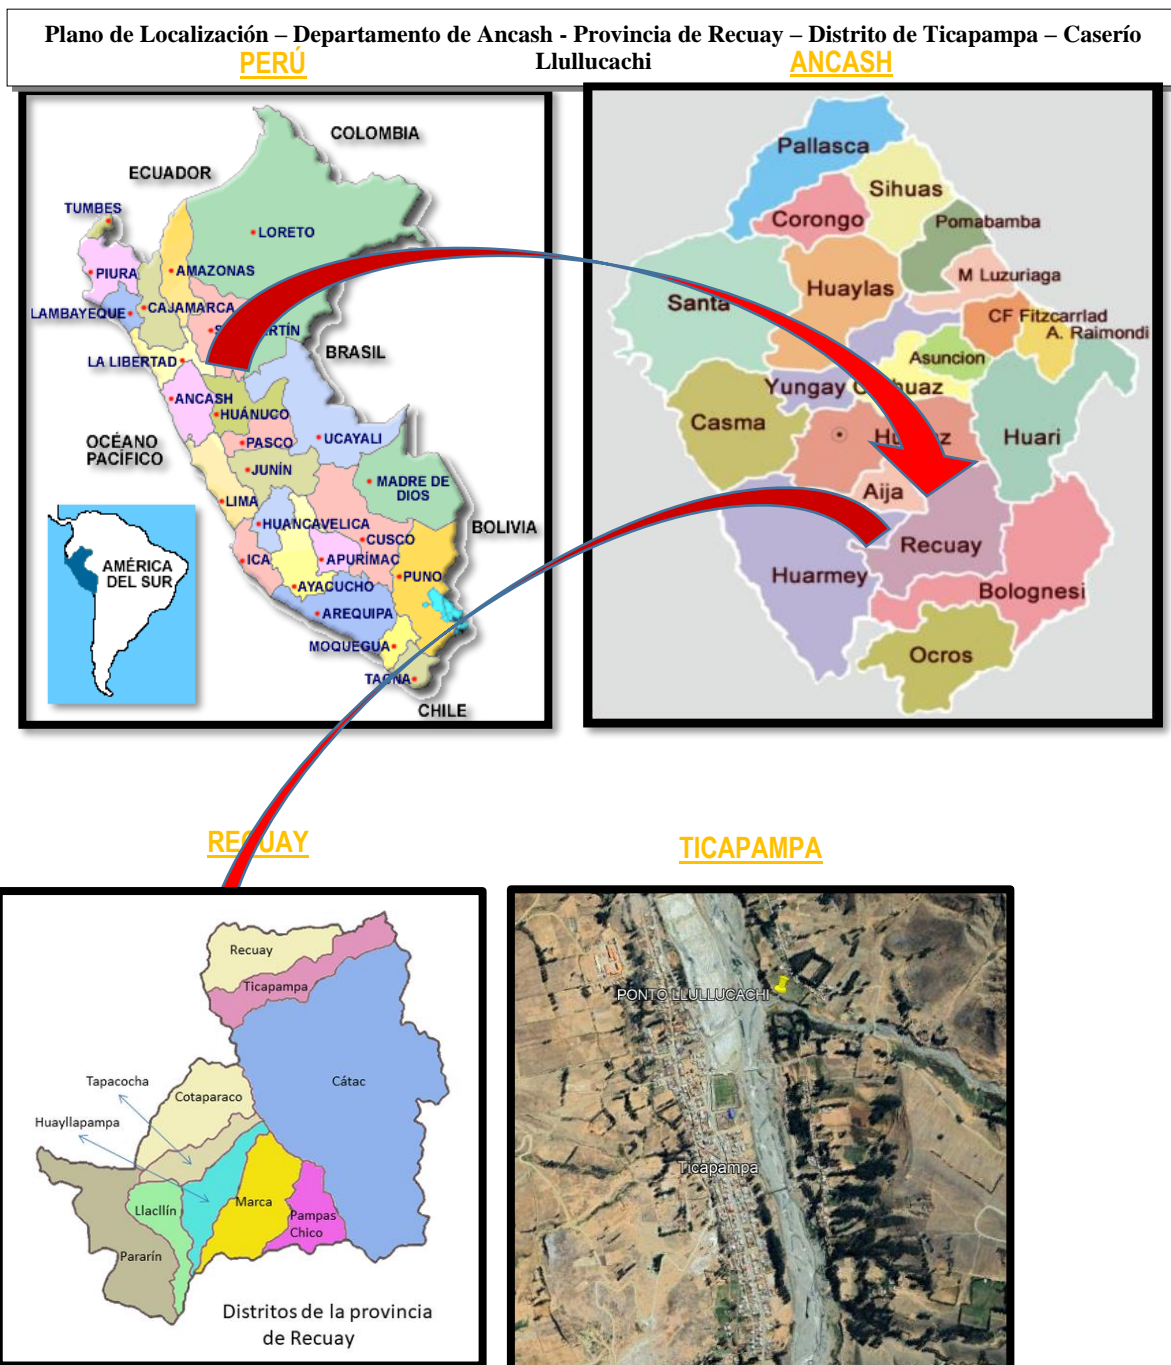 Plano de Localización – Departamento de Ancash - Provincia de Recuay – Distrito de Ticapampa – Caserío
Llullucachi
PERÚ
ANCASH
COLOMBIA
ECUADOR
TUMBES
LORETO
PIURA
AMAZONAS
LAMBAYEQUE
CAJAMARCA
BRASIL
LA LIBERTAD
ANCASH
HUÁNUCO
OCÉANO
PACÍFICO
PASCO
UCAYALI
JUNÍN
MADRE DE
DIOS
LIMA
HUANCAVELICA
BOLIVIA
CUSCO
ICA
APURÍMAC
PUNO
AYACUCHO
AREQUIPA
MOQUEGUA
TACNA
CHILE
AMÉRICA
DEL SUR
Pallasca
Sihuas
Corongo
Pomabamba
M Luzuriaga
Huaylas
Santa
CF Fitzcarrlad
A. Raimondi
Asuncion
Yungay
Casma
Huari
Aija
Recuay
Huarmey
Bolognesi
Ocros
RECUAY
TICAPAMPA
Recuay
Ticapampa
Tapacocha
Cátac
Cotaparaco
Huayllapampa
Llacllín
Marca
Pampas
Chico
Pararín
Distritos de la provincia
de Recuay
PONTO LLULLUCACHI
Ticapampa